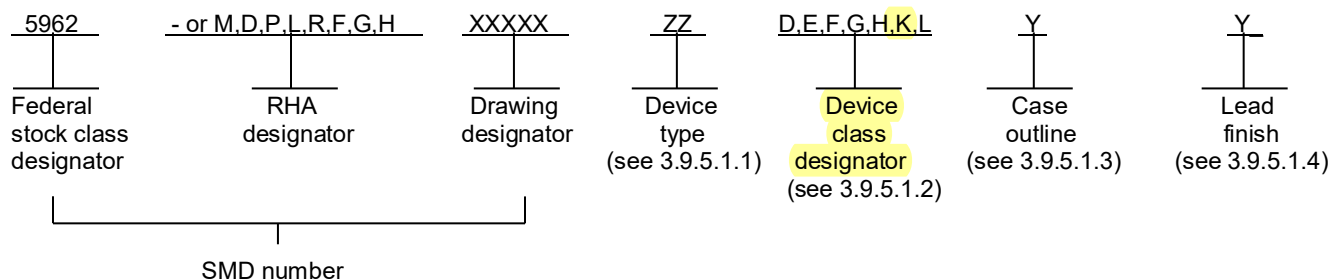 5962 - or M,D,P,L,R,F,G,H XXXXX ZZ D,E,F,G,H,K,L Y Y_
Federal stock class designator
RHA designator
Drawing designator
Device type (see 3.9.5.1.1)
Device class designator (see 3.9.5.1.2)
Case outline (see 3.9.5.1.3)
Lead finish (see 3.9.5.1.4)
SMD number